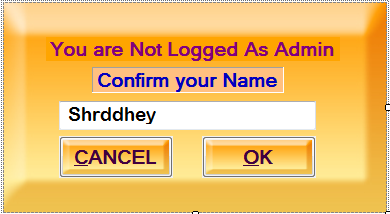 You are Not Logged As Admin
Confirm your Name
Shrddhey
CANCEL OK